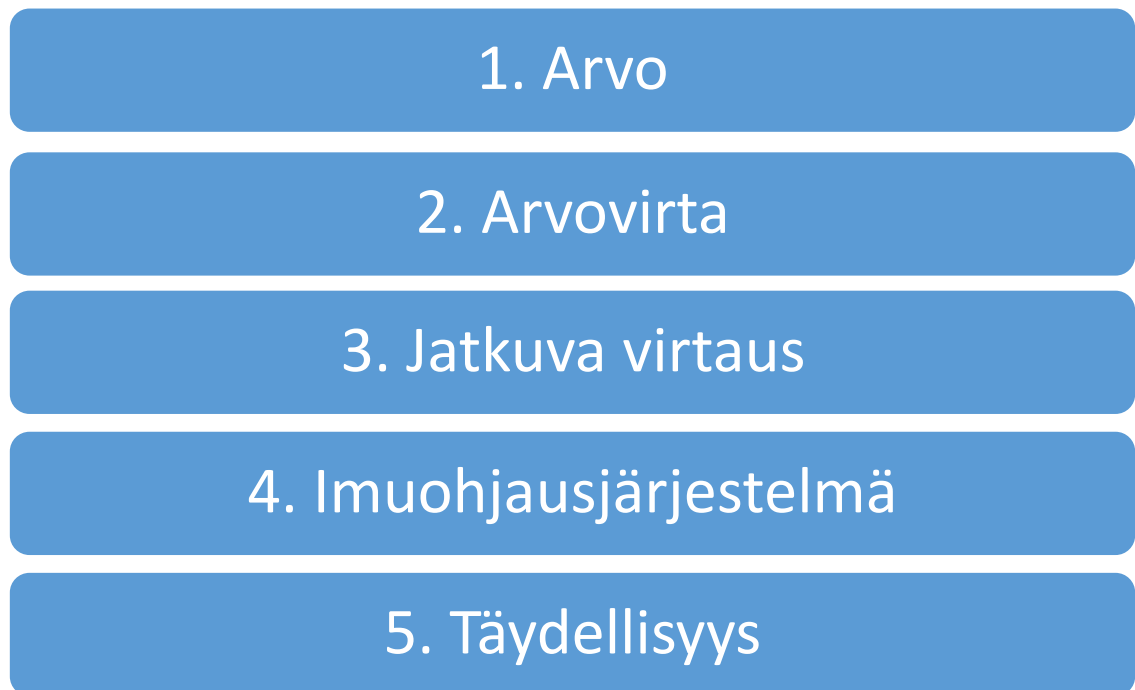 1. Arvo
2. Arvovirta
3. Jatkuva virtaus
4. Imuohjausjärjestelmä
5. Täydellisyys